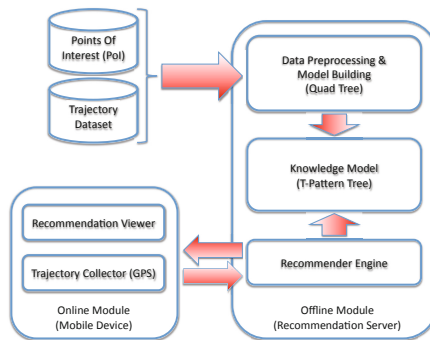 Points Of
Interest (PoI)
Trajectory
Dataset
Data Preprocessing &
Model Building
(Quad Tree)
Knowledge Model
(T-Pattern Tree)
Recommendation Viewer
Trajectory Collector (GPS)
Recommender Engine
Online Module
(Mobile Device)
Offline Module
(Recommendation Server)